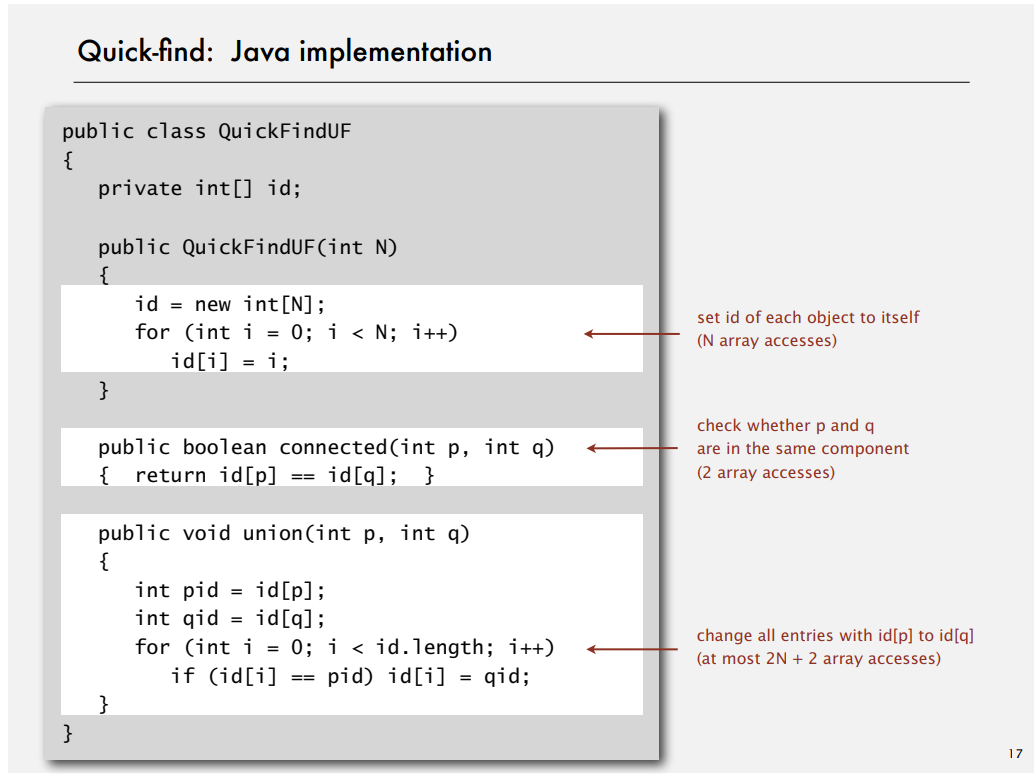 Quick-find: Java implementation
public class QuickFindUF
{
private int[] id;
public QuickFindUF(int N)
{
id = new int[N];
for (int i = 0; i < N; i++)
id[i] = i;
}
set id of each object to itself
(N array accesses)
public boolean connected(int p, int q)
{ return id[p] == id[q]; }
check whether p and q
are in the same component
(2 array accesses)
public void union(int p, int q)
{
int pid = id[p];
int qid = id[q];
for (int i = 0; i < id.length; i++)
if (id[i] == pid) id[i] = qid;
}
change all entries with id[p] to id[q]
(at most 2N + 2 array accesses)
}
17